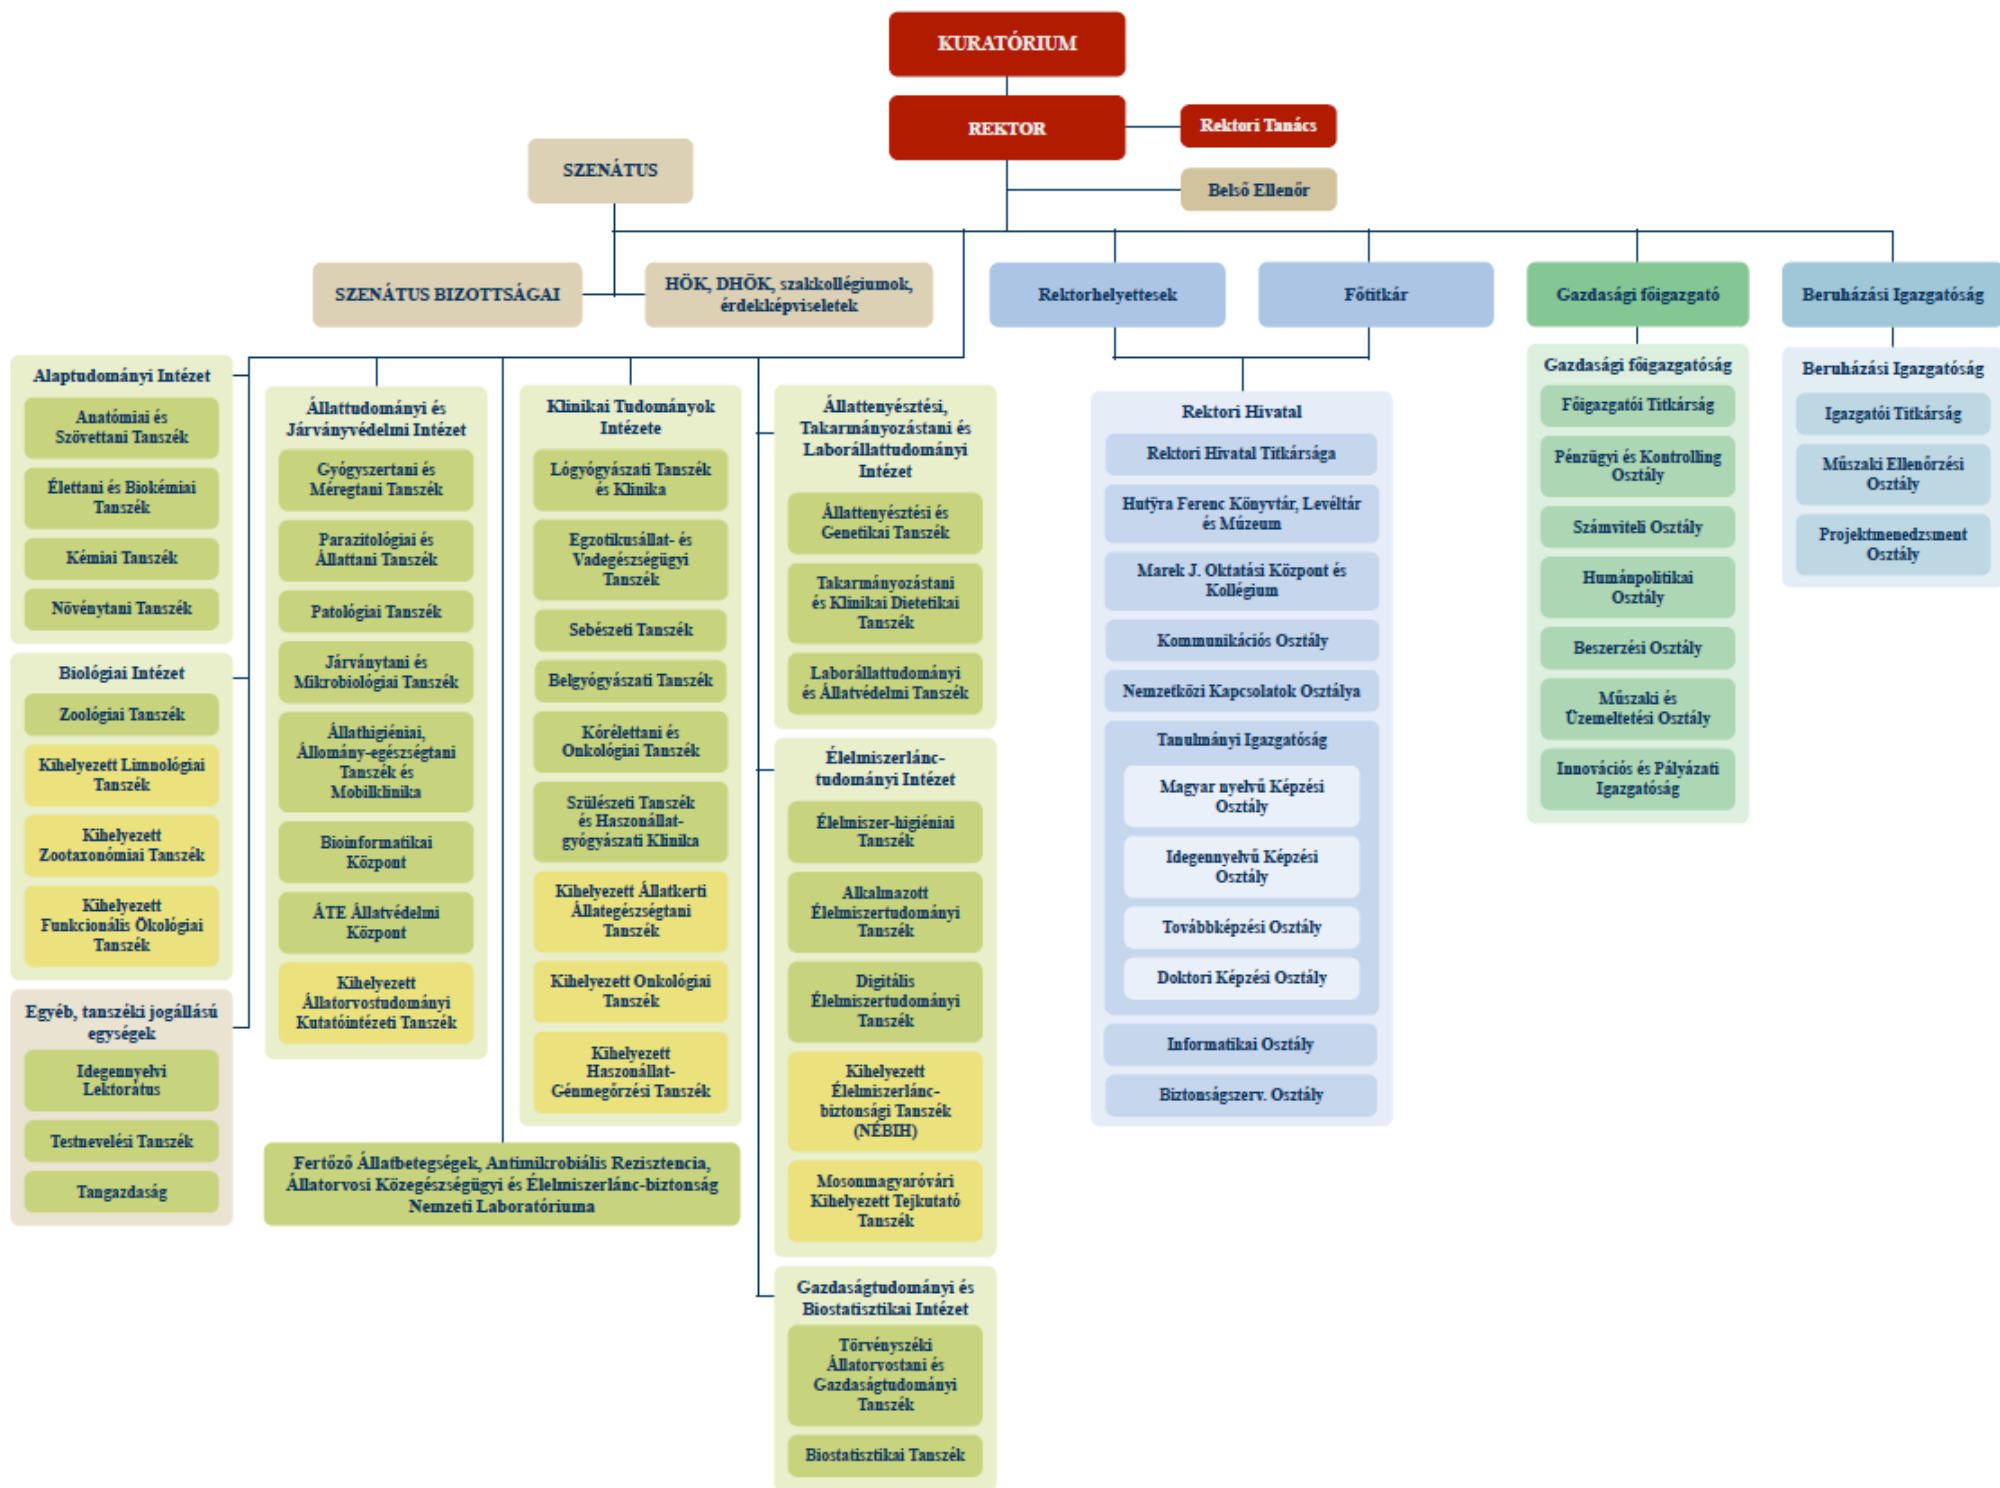 KURATÓRIUM
REKTOR
Rektori Tanács
SZENÁTUS
Belső Ellenőr
SZENÁTUS BIZOTTSÁGAI
HÖK, DHÖK, szakkollégiumok,
érdekképviseletek
Rektorhelyettesek
Főtitkár
Gazdasági főigazgató
Beruházási Igazgatóság
Alaptudományi Intézet
Anatómiai és
Szövettani Tanszék
Élettani és Biokémiai
Tanszék
Kémiai Tanszék
Növénytani Tanszék
Biológiai Intézet
Zoológiai Tanszék
Kihelyezett Limnológiai
Tanszék
Kihelyezett
Zootaxonómiai Tanszék
Kihelyezett
Funkcionális Ökológiai
Tanszék
Egyéb, tanszéki jogállású
egységek
Idegennyelvi
Lektorátus
Testnevelési Tanszék
Tangazdaság
Állattudományi és
Járványvédelmi Intézet
Gyógyszertani és
Méregtani Tanszék
Parazitológiai és
Állattani Tanszék
Patológiai Tanszék
Járványtani és
Mikrobiológiai Tanszék
Állathigiéniai,
Állomány-egészségtani
Tanszék és
Mobilklinika
Bioinformatikai
Központ
ÁTE Állatvédelmi
Központ
Kihelyezett
Állatorvostudományi
Kutatóintézeti Tanszék
Klinikai Tudományok
Intézete
Lógyógyászati Tanszék
és Klinika
Egzotikusállat- és
Vadegészségügyi
Tanszék
Sebészeti Tanszék
Belgyógyászati Tanszék
Kórélettani és
Onkológiai Tanszék
Szülészeti Tanszék
és Haszonállat-
gyógyászati Klinika
Kihelyezett Állatkerti
Állategészségtani
Tanszék
Kihelyezett Onkológiai
Tanszék
Kihelyezett
Haszonállat-
Génmegőrzési Tanszék
Fertőző Állatbetegségek, Antimikrobiális Rezisztencia,
Állatorvosi Közegészségügyi és Élelmiszerlánc-biztonság
Nemzeti Laboratóriuma
Állattenyésztési,
Takarmányozástani és
Laborállattudományi
Intézet
Állattenyésztési és
Genetikai Tanszék
Takarmányozástani
és Klinikai Dietetikai
Tanszék
Laborállattudományi
és Állatvédelmi Tanszék
Élelmiszerlánc-
tudományi Intézet
Élelmiszer-higiéniai
Tanszék
Alkalmazott
Élelmiszertudományi
Tanszék
Digitális
Élelmiszertudományi
Tanszék
Kihelyezett
Élelmiszerlánc-
biztonsági Tanszék
(NÉBIH)
Mosonmagyaróvári
Kihelyezett Tejkutató
Tanszék
Gazdaságtudományi és
Biostatisztikai Intézet
Törvényszéki
Állatorvostani és
Gazdaságtudományi
Tanszék
Biostatisztikai Tanszék
Rektori Hivatal
Rektori Hivatal Titkársága
Hutÿra Ferenc Könyvtár, Levéltár
és Múzeum
Marek J. Oktatási Központ és
Kollégium
Kommunikációs Osztály
Nemzetközi Kapcsolatok Osztálya
Tanulmányi Igazgatóság
Magyar nyelvű Képzési
Osztály
Idegennyelvű Képzési
Osztály
Továbbképzési Osztály
Doktori Képzési Osztály
Informatikai Osztály
Biztonságszerv. Osztály
Gazdasági főigazgatóság
Főigazgatói Titkárság
Pénzügyi és Kontrolling
Osztály
Számviteli Osztály
Humánpolitikai
Osztály
Beszerzési Osztály
Műszaki és
Üzemeltetési Osztály
Innovációs és Pályázati
Igazgatóság
Beruházási Igazgatóság
Igazgatói Titkárság
Műszaki Ellenőrzési
Osztály
Projektmenedzsment
Osztály